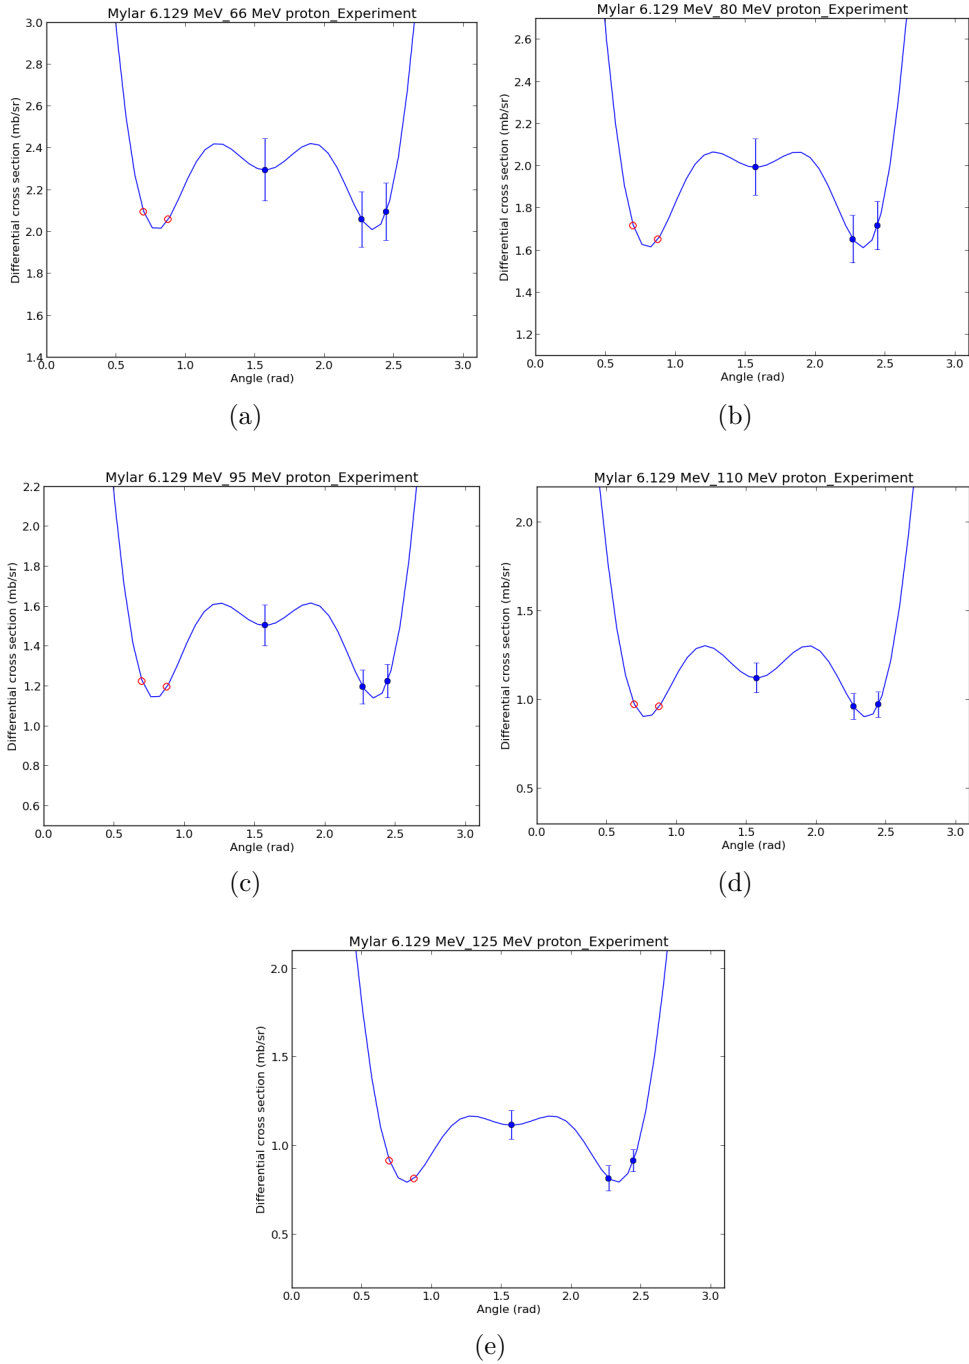 Mylar 6.129 MeV_66 MeV proton_Experiment
Differential cross section (mb/sr)
3.0
2.8
2.6
2.4
2.2
2.0
1.8
1.6
1.4
0.0 0.5 1.0 1.5 2.0 2.5 3.0
Angle (rad)
(a)
Mylar 6.129 MeV_80 MeV proton_Experiment
Differential cross section (mb/sr)
2.6
2.4
2.2
2.0
1.8
1.6
1.4
1.2
0.0 0.5 1.0 1.5 2.0 2.5 3.0
Angle (rad)
(b)
Mylar 6.129 MeV_95 MeV proton_Experiment
Differential cross section (mb/sr)
2.2
2.0
1.8
1.6
1.4
1.2
1.0
0.8
0.6
0.0 0.5 1.0 1.5 2.0 2.5 3.0
Angle (rad)
(c)
Mylar 6.129 MeV_110 MeV proton_Experiment
Differential cross section (mb/sr)
2.0
1.5
1.0
0.5
0.0 0.5 1.0 1.5 2.0 2.5 3.0
Angle (rad)
(d)
Mylar 6.129 MeV_125 MeV proton_Experiment
Differential cross section (mb/sr)
2.0
1.5
1.0
0.5
0.0 0.5 1.0 1.5 2.0 2.5 3.0
Angle (rad)
(e)